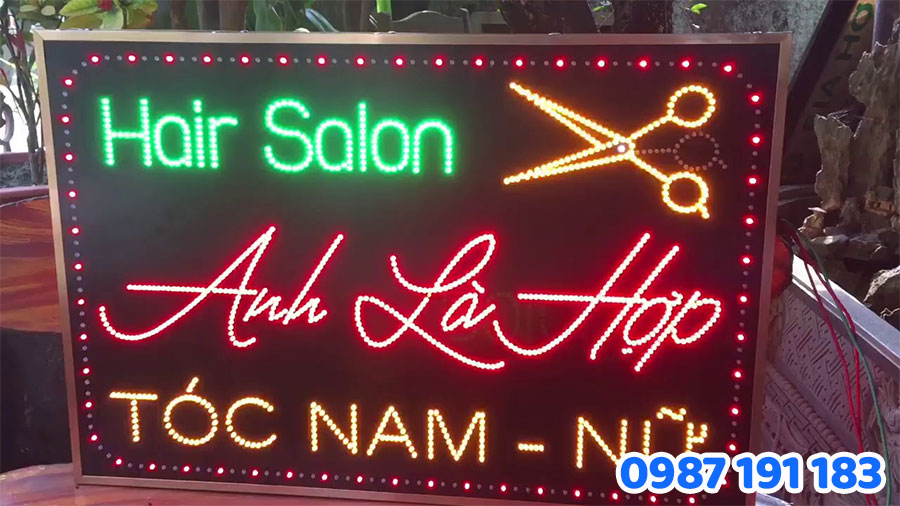 Hair Salon
Anh Là Hợp
TÓC NAM - NỮ
0987 191 183